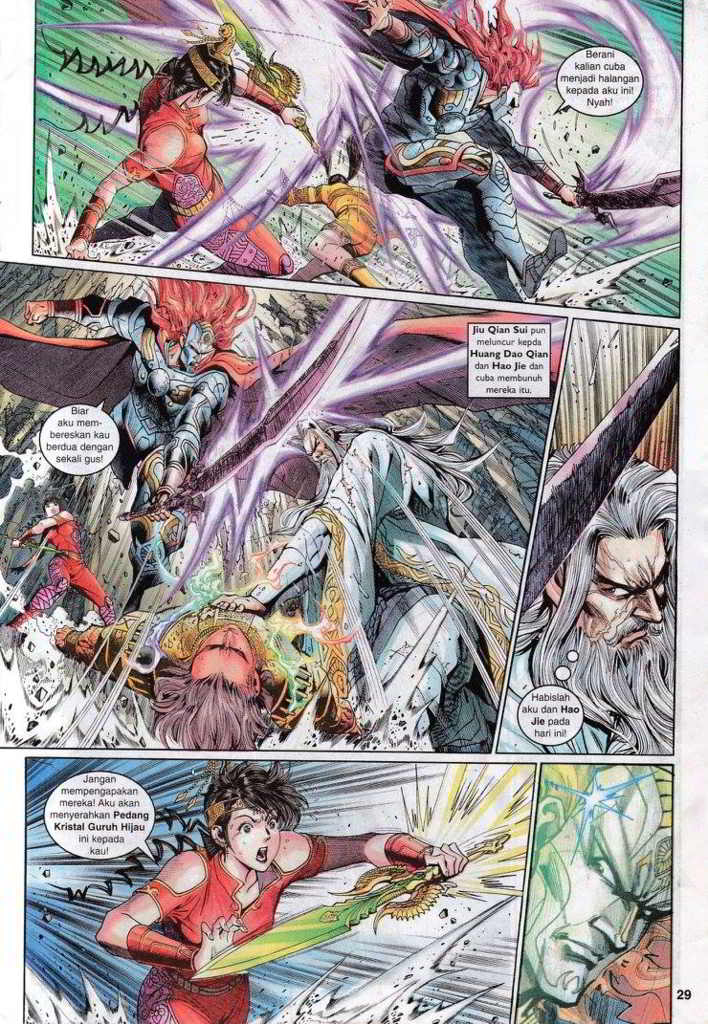 Berani
kalian cuba
menjadi halangan
kepada aku ini!
Nyah!
Jiu Qian Sui pun
meluncur kepda
Huang Dao Qian
dan Hao Jie dan
cuba membunuh
mereka itu.
Biar
aku mem-
bereskan kau
berdua dengan
sekali gus!
Habislah
aku dan Hao
Jie pada
hari ini!
Jangan
mempengapakan
mereka! Aku akan
menyerahkan Pedang
Kristal Guruh Hijau
ini kepada
kau!
29